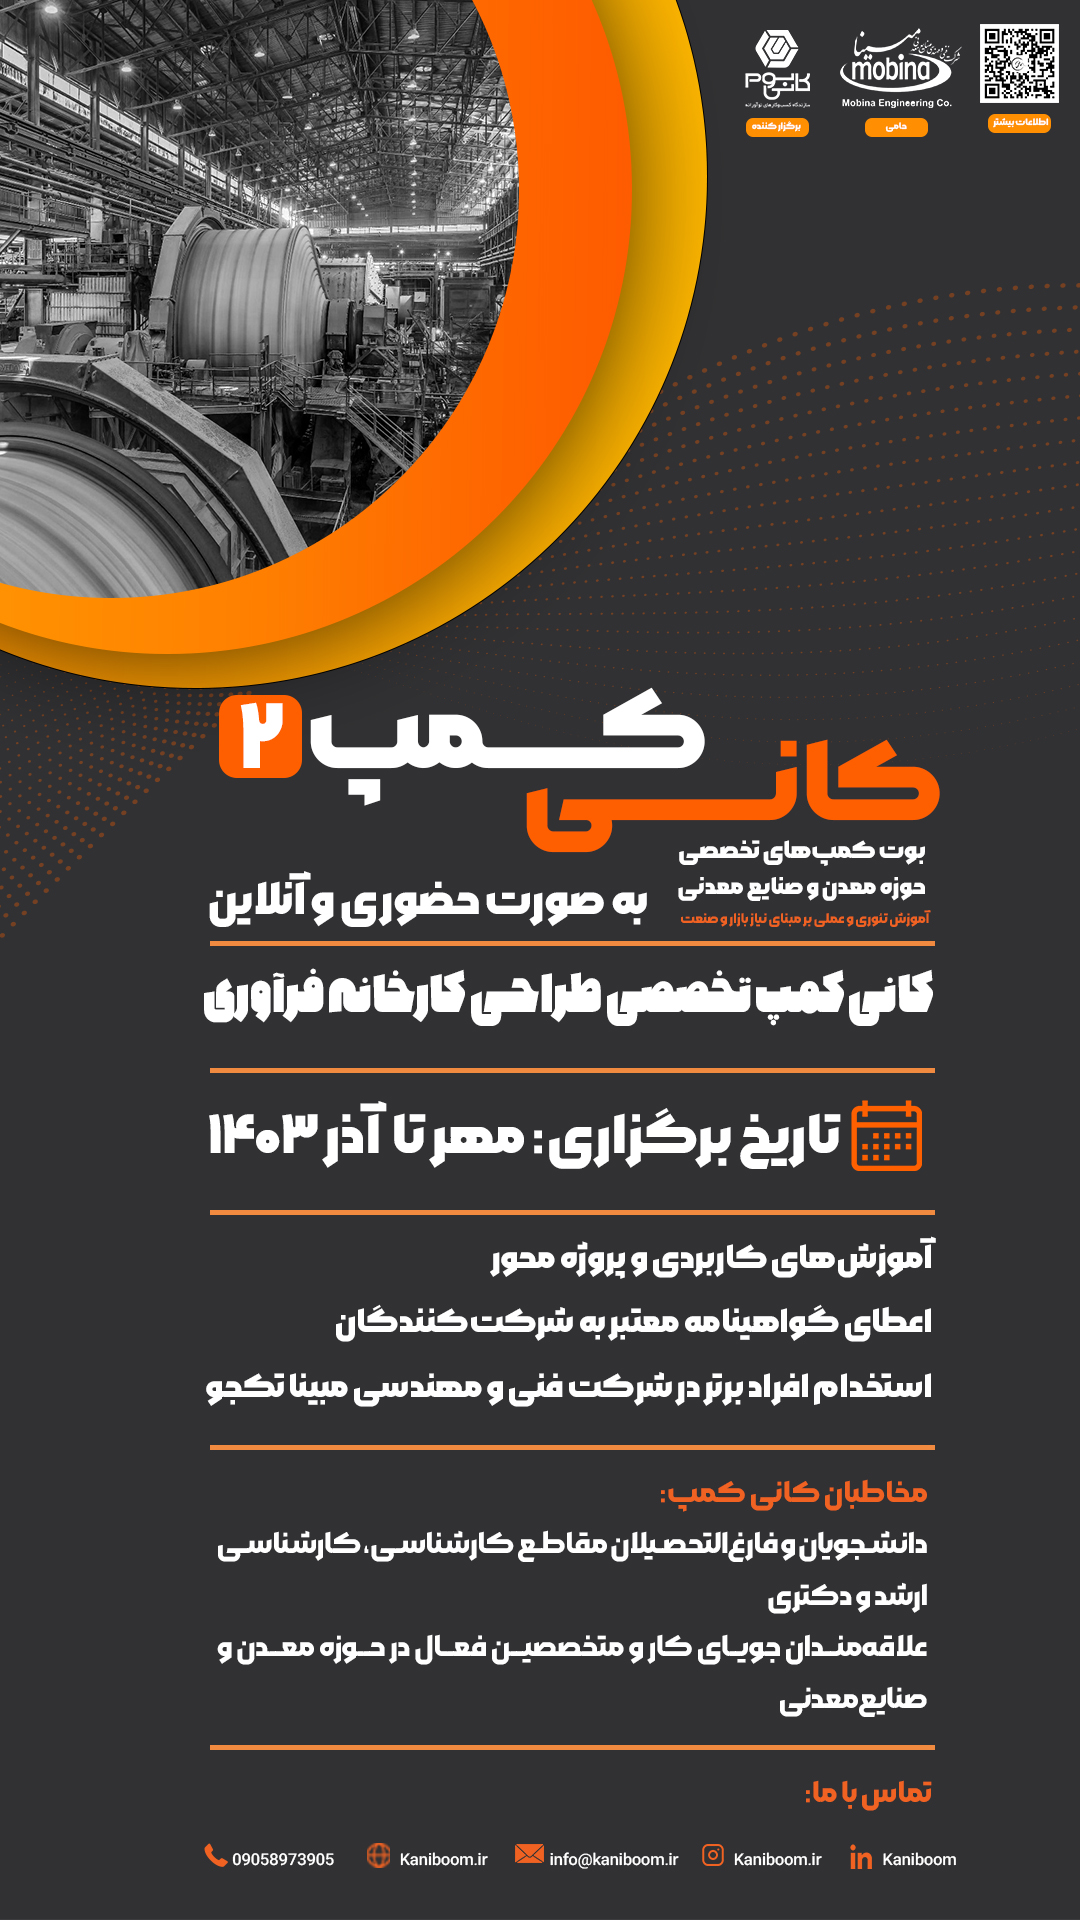 کانی‌بوم
سازندگاه کسب‌وکارهای نوآورانه
برگزار کننده
مبینا
mobina
Mobina Engineering Co.
حامی
اطلاعات بیشتر
کانی کمپ ۲
بوت کمپ‌های تخصصی
حوزه معدن و صنایع معدنی
آموزش تئوری و عملی بر مبنای نیاز بازار و صنعت
به صورت حضوری و آنلاین
کانی کمپ تخصصی طراحی کارخانه فرآوری
تاریخ برگزاری: مهر تا آذر ۱۴۰۳
آموزش‌های کاربردی و پروژه محور
اعطای گواهینامه معتبر به شرکت‌کنندگان
استخدام افراد برتر در شرکت فنی و مهندسی مبینا تکجو
مخاطبان کانی کمپ:
دانشجویان و فارغ‌التحصیلان مقاطع کارشناسی، کارشناسی
ارشد و دکتری
علاقه‌مندان جویای کار و متخصصین فعال در حوزه معدن و
صنایع‌معدنی
تماس با ما:
09058973905 Kaniboom.ir info@kaniboom.ir Kaniboom.ir Kaniboom